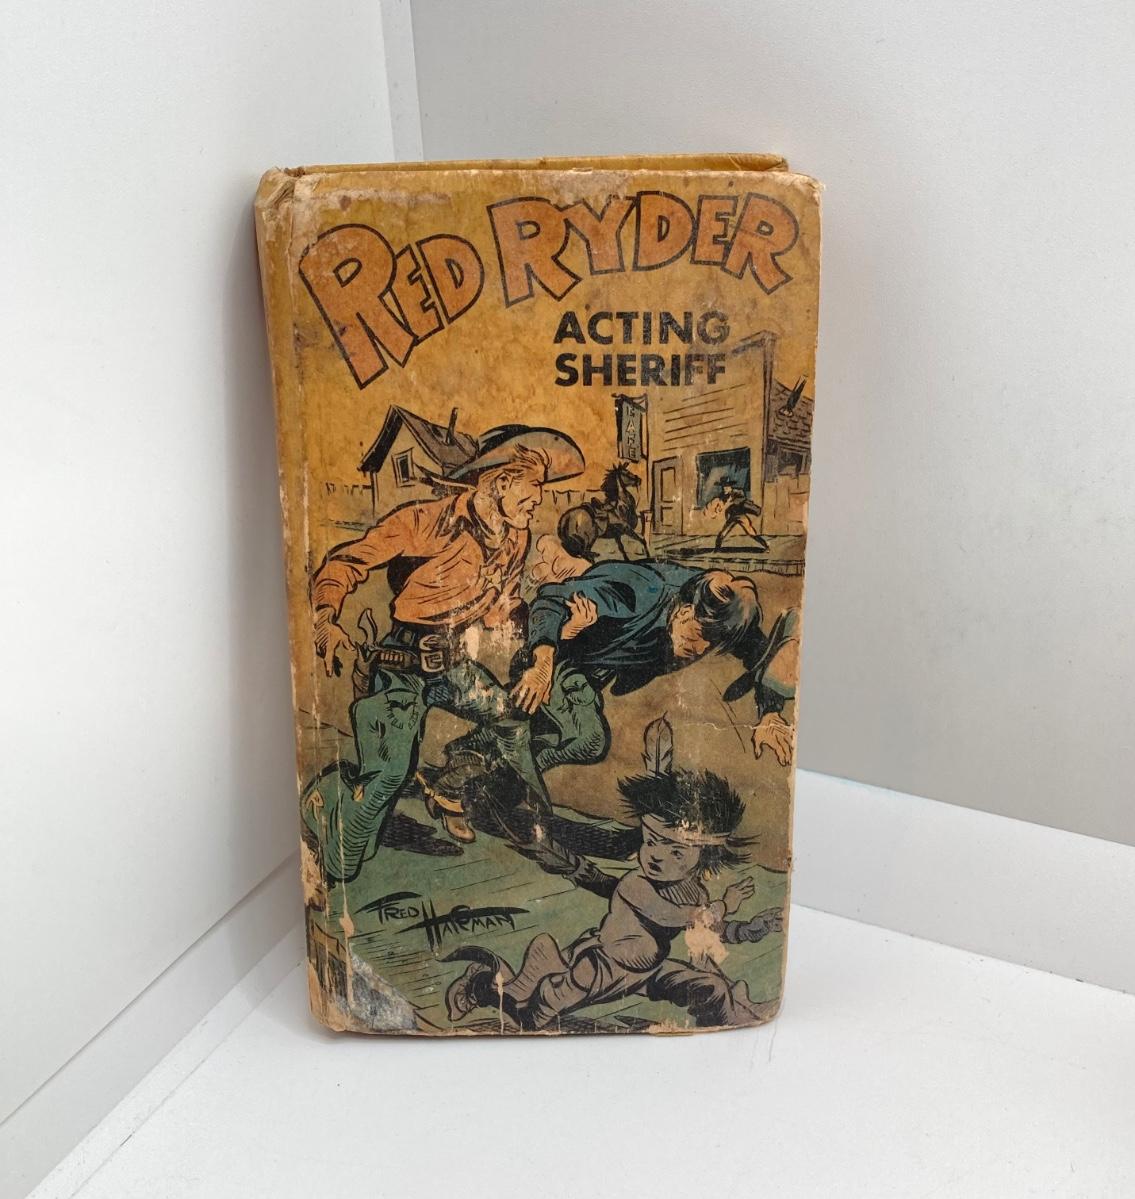 RED RYDER
ACTING
SHERIFF
FRED HARMAN